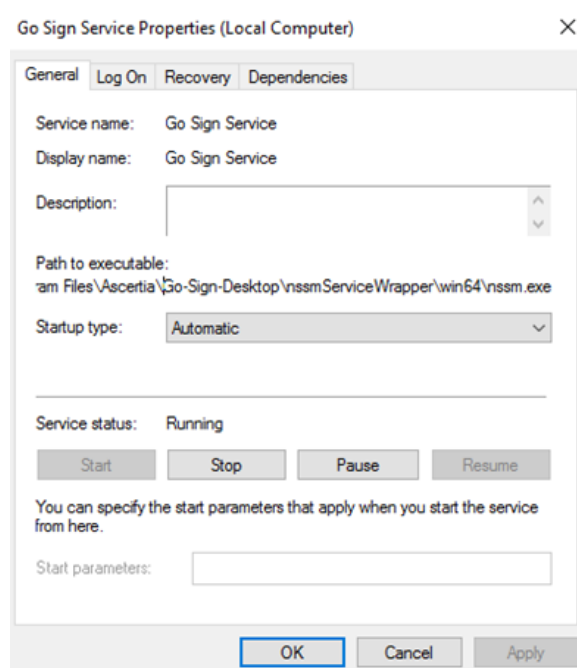 Go Sign Service Properties (Local Computer)
General Log On Recovery Dependencies
Service name: Go Sign Service
Display name: Go Sign Service
Description:
Path to executable:
ram Files\Ascertia\Go-Sign-Desktop\nssmServiceWrapper\win64\nssm.exe
Startup type: Automatic
Service status: Running
Start Stop Pause Resume
You can specify the start parameters that apply when you start the service
from here.
Start parameters:
OK Cancel Apply